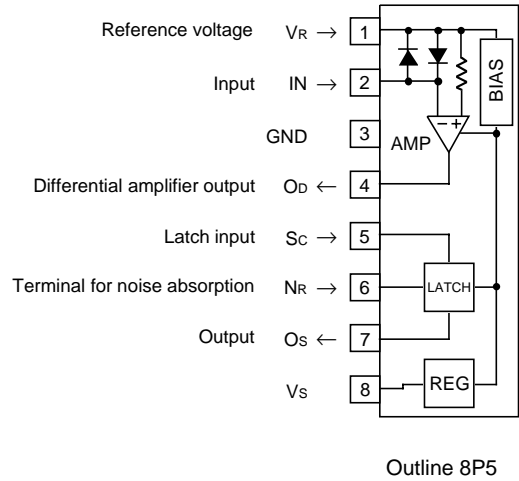 Reference voltage VR → 1
Input IN → 2
GND 3
Differential amplifier output OD ← 4
Latch input SC → 5
Terminal for noise absorption NR → 6
Output OS ← 7
VS 8
BIAS
− +
AMP
LATCH
REG
Outline 8P5